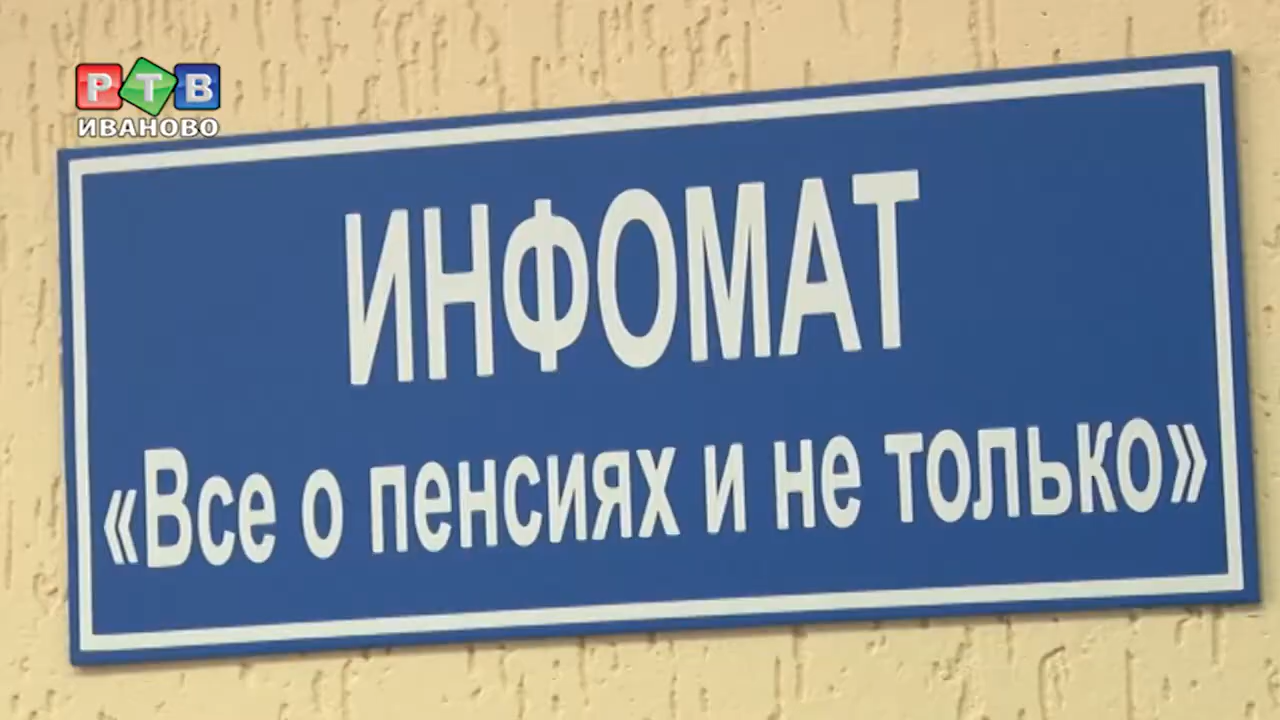 РТВ
ИВАНОВО
ИНФОМАТ
«Все о пенсиях и не только»